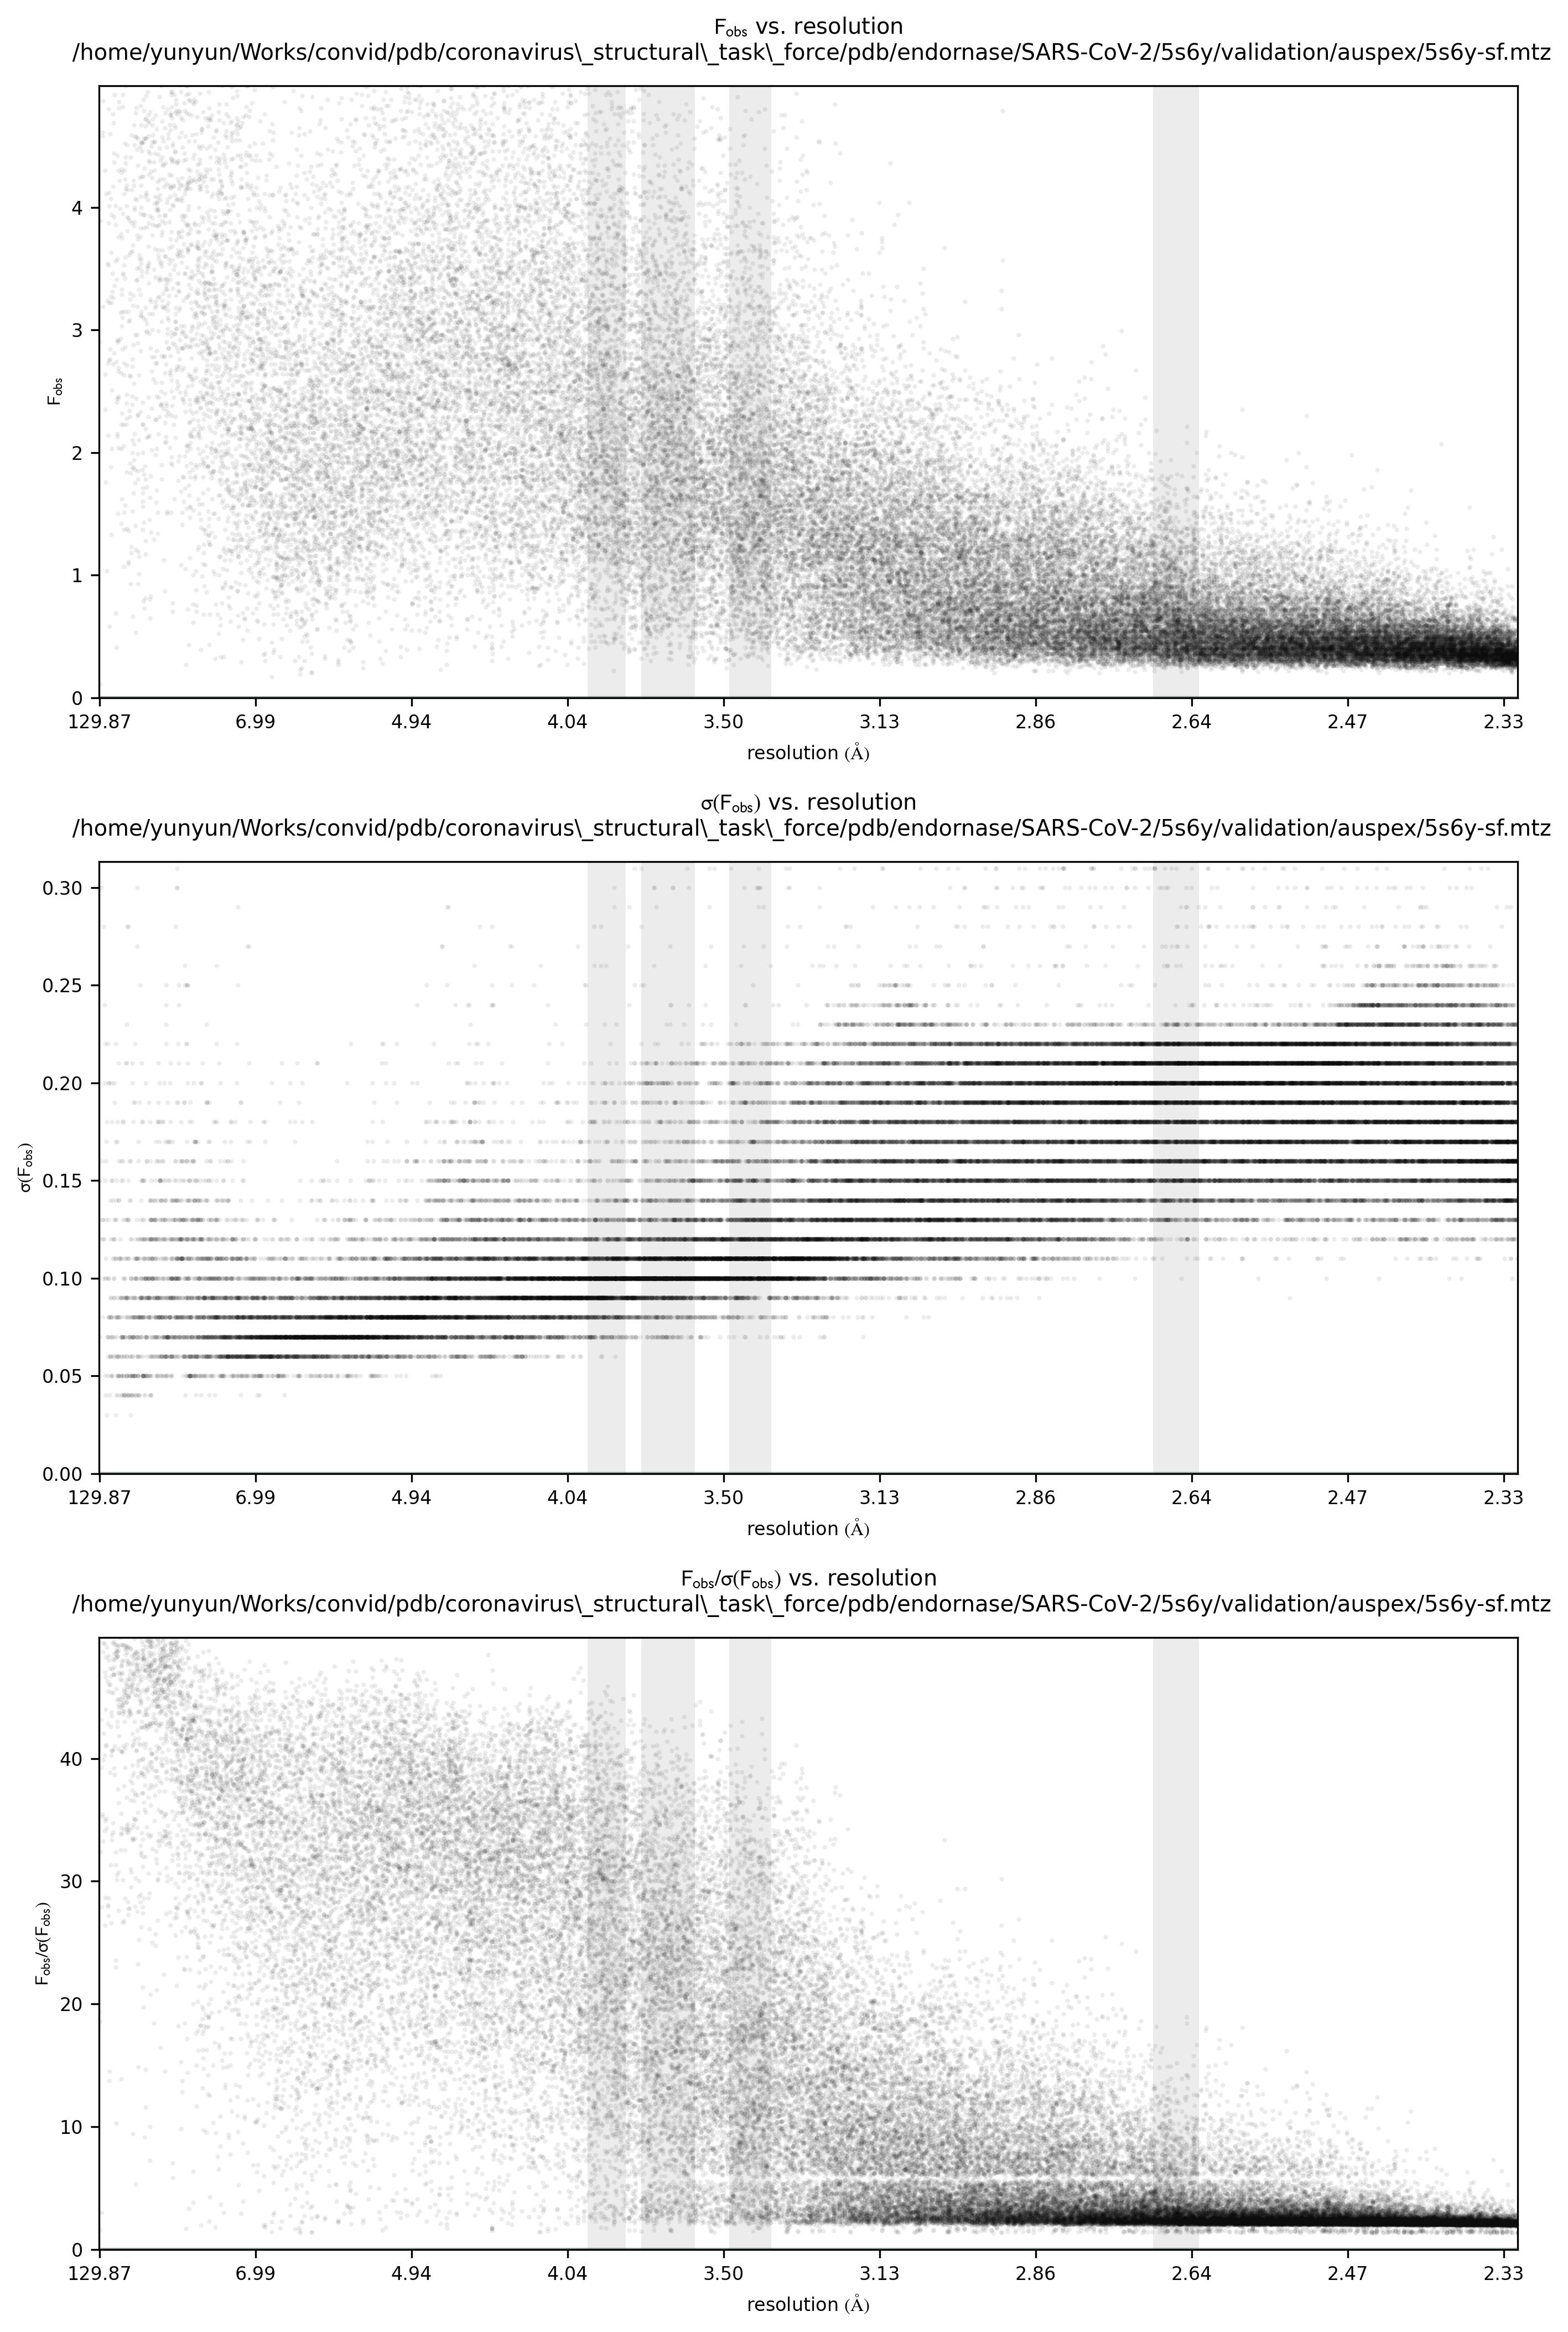 Fobs vs. resolution
/home/yunyun/Works/convid/pdb/coronavirus\_structural\_task\_force/pdb/endornase/SARS-CoV-2/5s6y/validation/auspex/5s6y-sf.mtz
4
3
2
1
0
Fobs
129.87 6.99 4.94 4.04 3.50 3.13 2.86 2.64 2.47 2.33
resolution (Å)
σ(Fobs) vs. resolution
/home/yunyun/Works/convid/pdb/coronavirus\_structural\_task\_force/pdb/endornase/SARS-CoV-2/5s6y/validation/auspex/5s6y-sf.mtz
0.30
0.25
0.20
0.15
0.10
0.05
0.00
σ(Fobs)
129.87 6.99 4.94 4.04 3.50 3.13 2.86 2.64 2.47 2.33
resolution (Å)
Fobs/σ(Fobs) vs. resolution
/home/yunyun/Works/convid/pdb/coronavirus\_structural\_task\_force/pdb/endornase/SARS-CoV-2/5s6y/validation/auspex/5s6y-sf.mtz
40
30
20
10
0
Fobs/σ(Fobs)
129.87 6.99 4.94 4.04 3.50 3.13 2.86 2.64 2.47 2.33
resolution (Å)